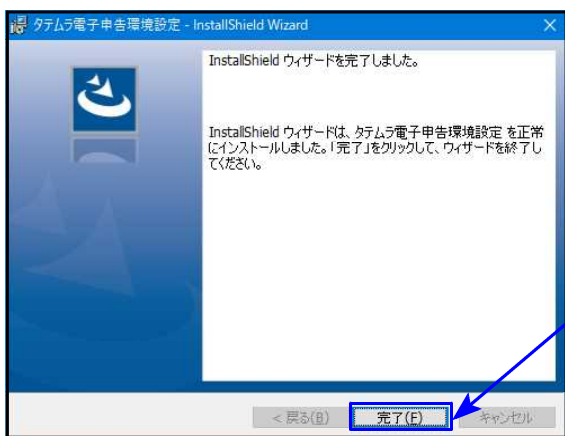 タテムラ電子申告環境設定 - InstallShield Wizard
InstallShield ウィザードを完了しました。
InstallShield ウィザードは、タテムラ電子申告環境設定 を正常
にインストールしました。「完了」をクリックして、ウィザードを終了し
てください。
< 戻る(B)
完了(F)
キャンセル